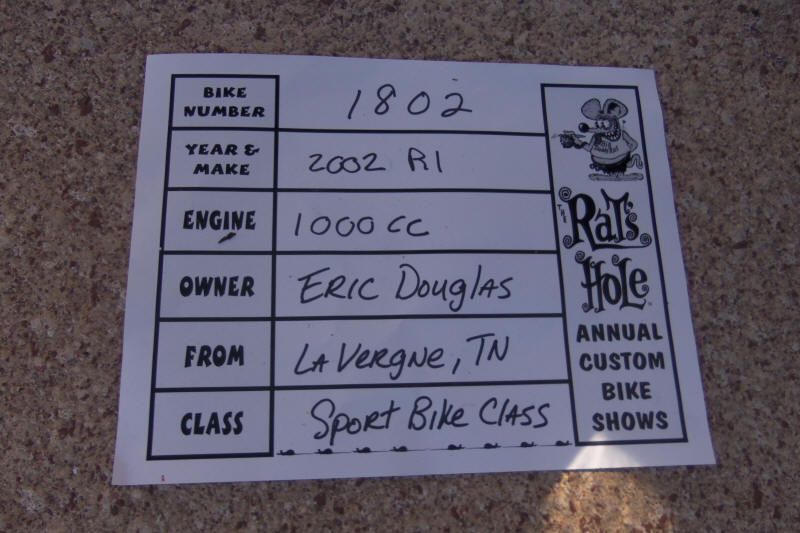 BIKE NUMBER 1802
YEAR & MAKE 2002 R1
ENGINE 1000 CC
OWNER ERIC DouglAS
FROM LAVERGNE, TN
CLASS SPORT BIKE CLASS
THE RAT'S HOLE
ANNUAL
CUSTOM
BIKE
SHOWS